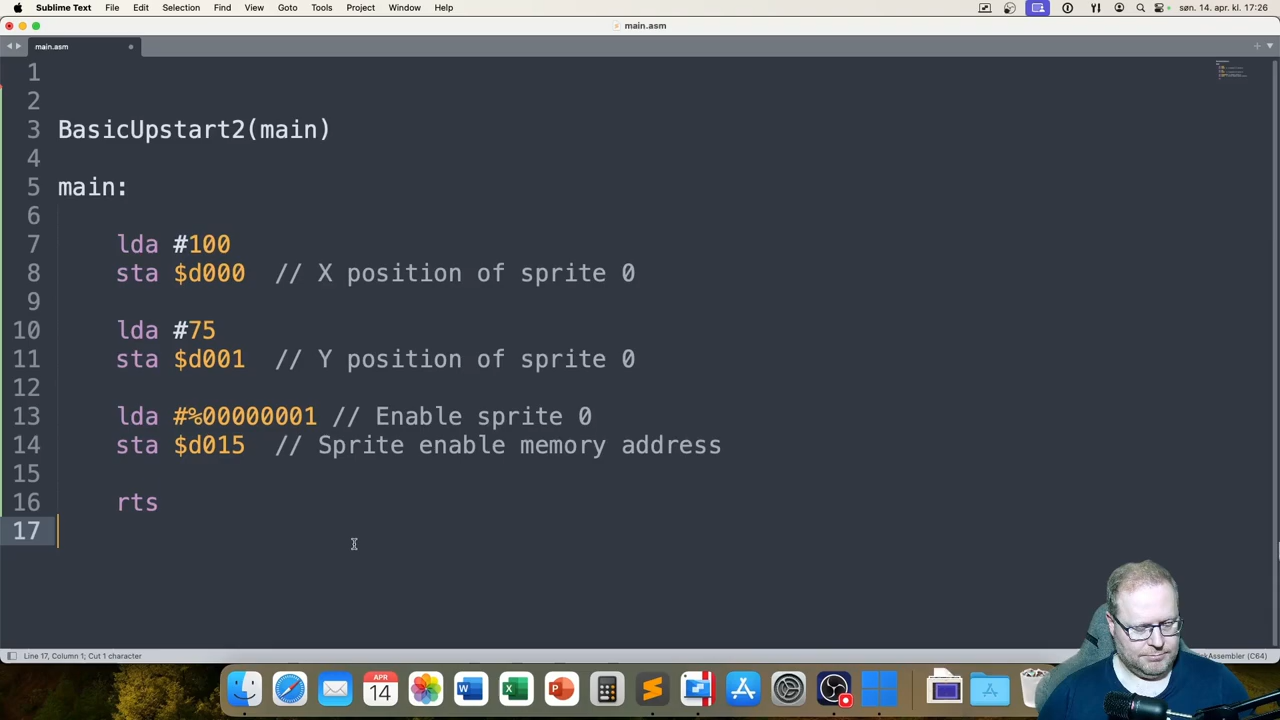 Sublime Text File Edit Selection Find View Goto Tools Project Window Help søn. 14. apr. kl. 17:26
main.asm
main.asm
1
2
3 BasicUpstart2(main)
4
5 main:
6
7 lda #100
8 sta $d000 // X position of sprite 0
9
10 lda #75
11 sta $d001 // Y position of sprite 0
12
13 lda #%00000001 // Enable sprite 0
14 sta $d015 // Sprite enable memory address
15
16 rts
17
Line 17, Column 1; Cut 1 character
Assembler (C64)
APR
14